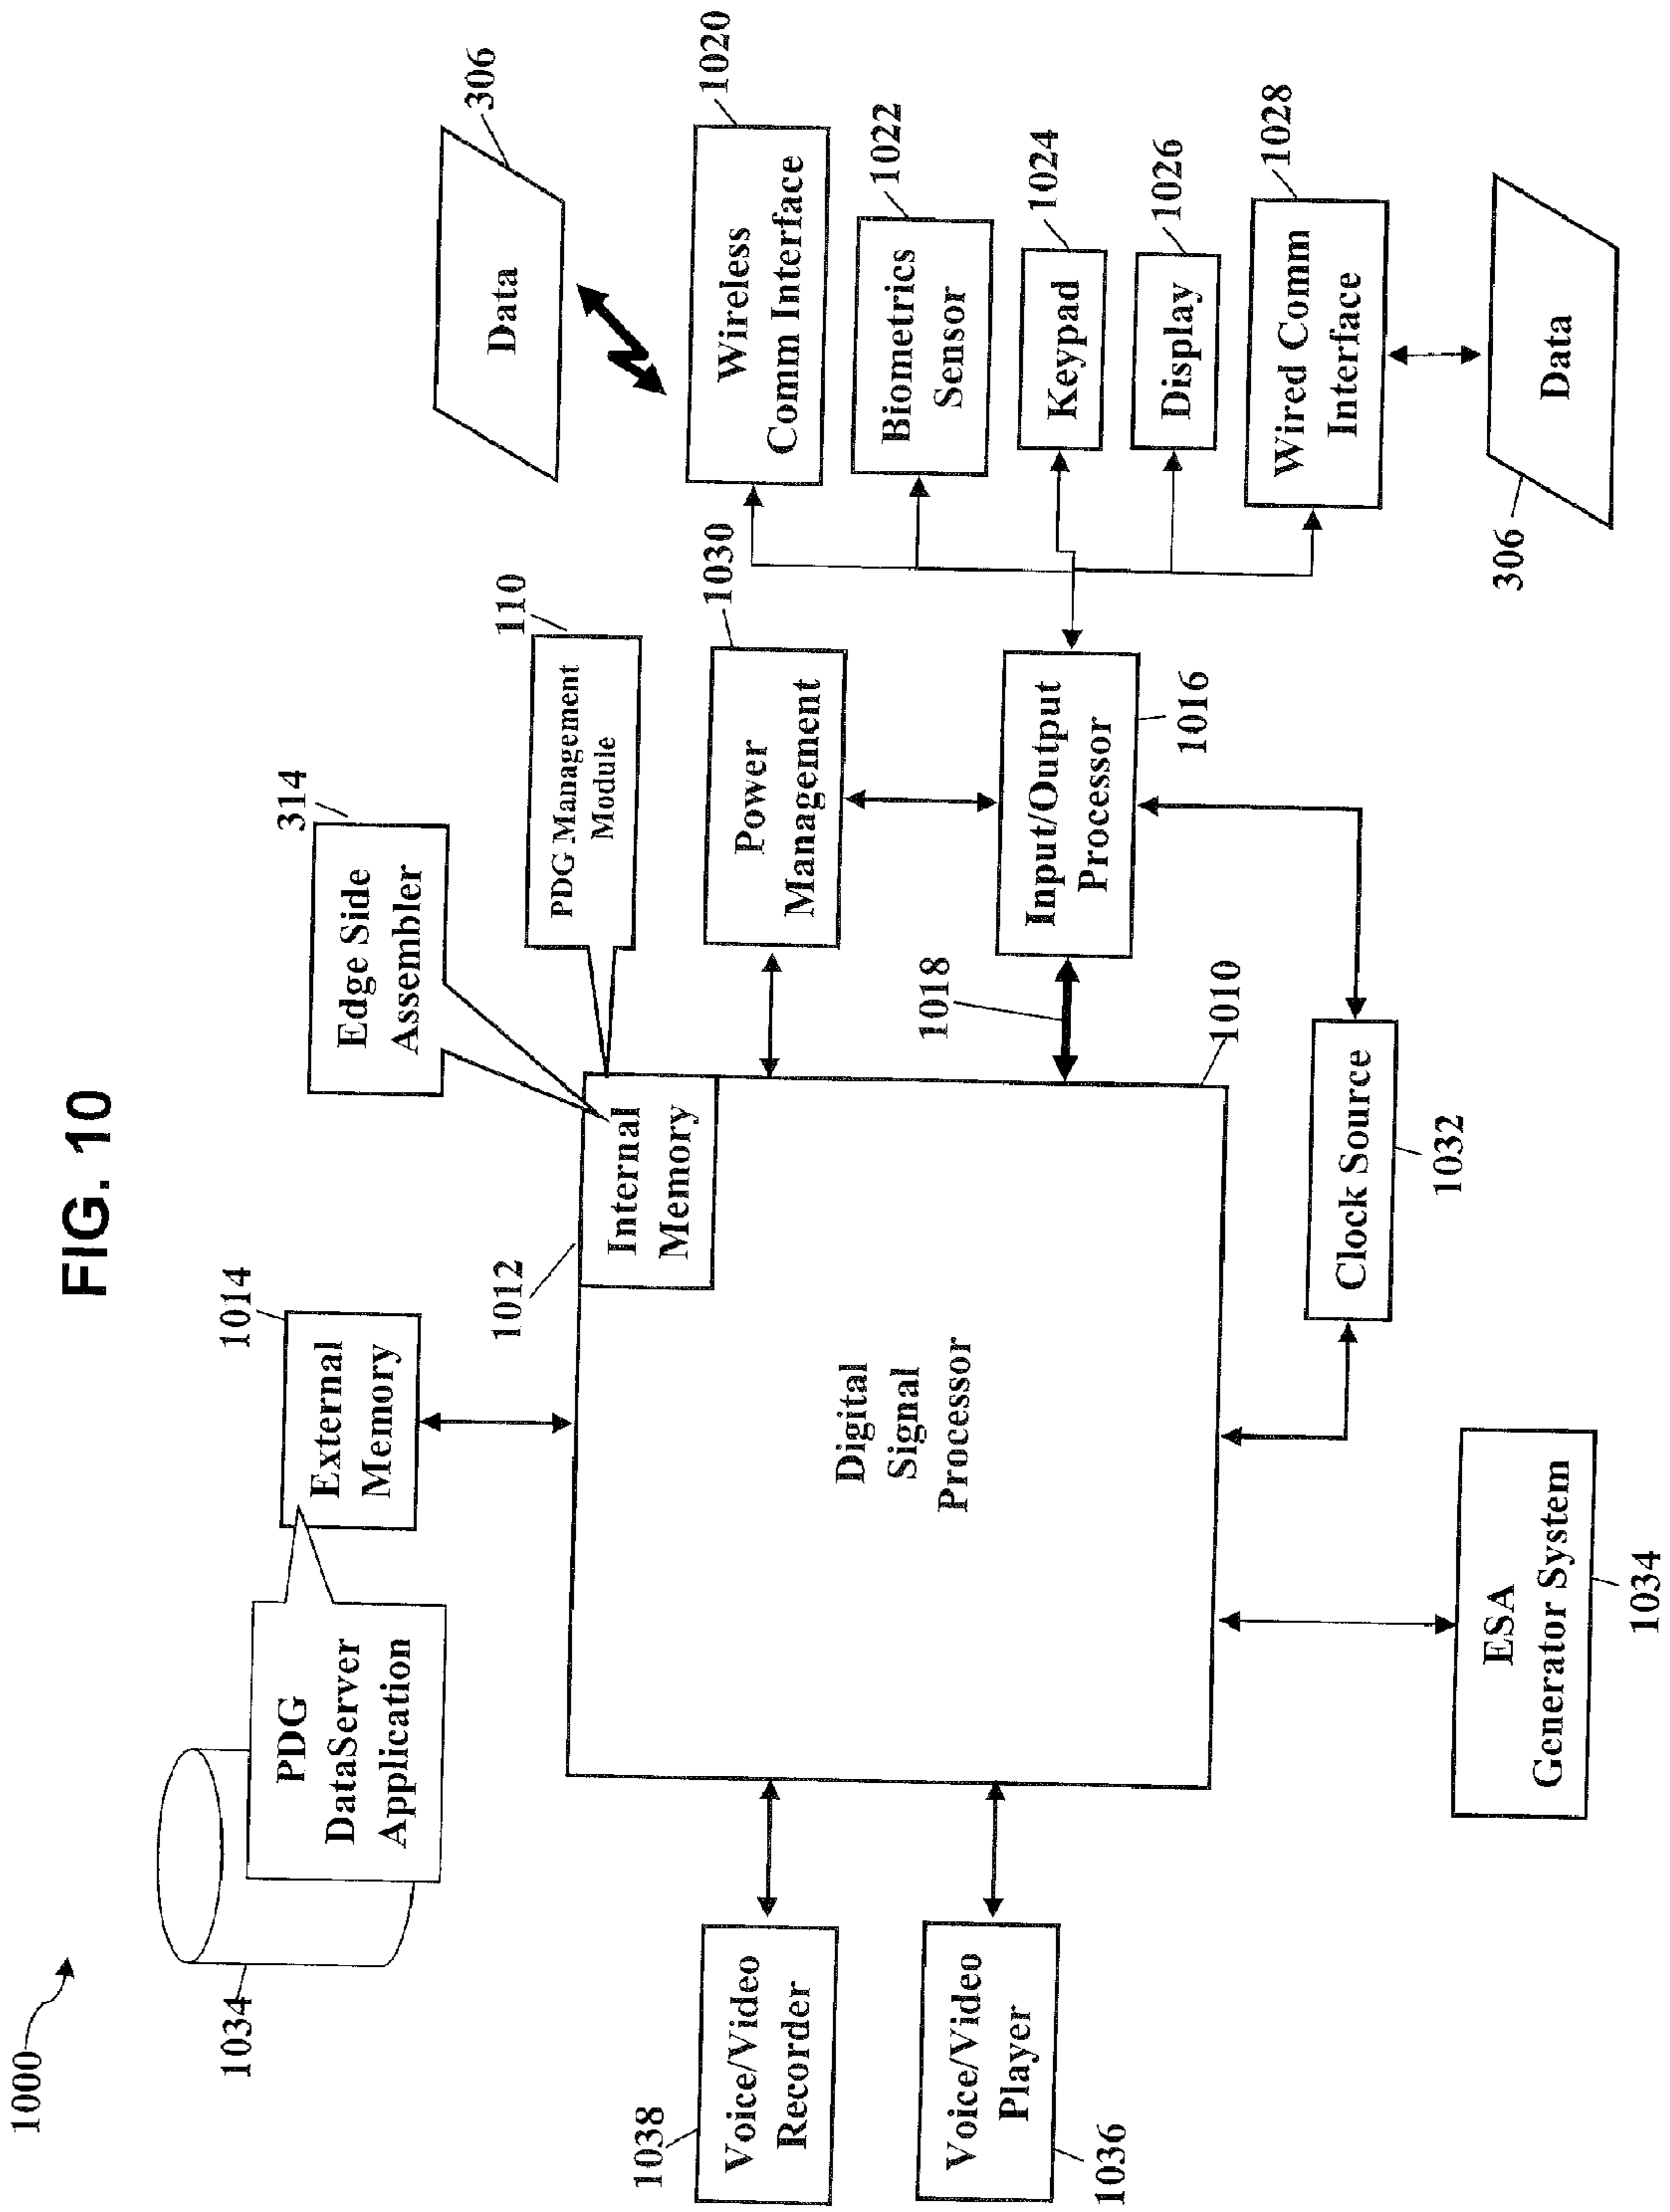 FIG. 10
1000
1034
PDG
DataServer
Application
1014
External
Memory
314
Edge Side
Assembler
110
PDG Management
Module
306
Data
1012
Internal
Memory
Digital
Signal
Processor
1010
1038
Voice/Video
Recorder
1036
Voice/Video
Player
1030
Power
Management
1018
Input/Output
Processor
1016
1020
Wireless
Comm Interface
1022
Biometrics
Sensor
1024
Keypad
1026
Display
1028
Wired Comm
Interface
306
Data
Clock Source
1032
ESA
Generator System
1034